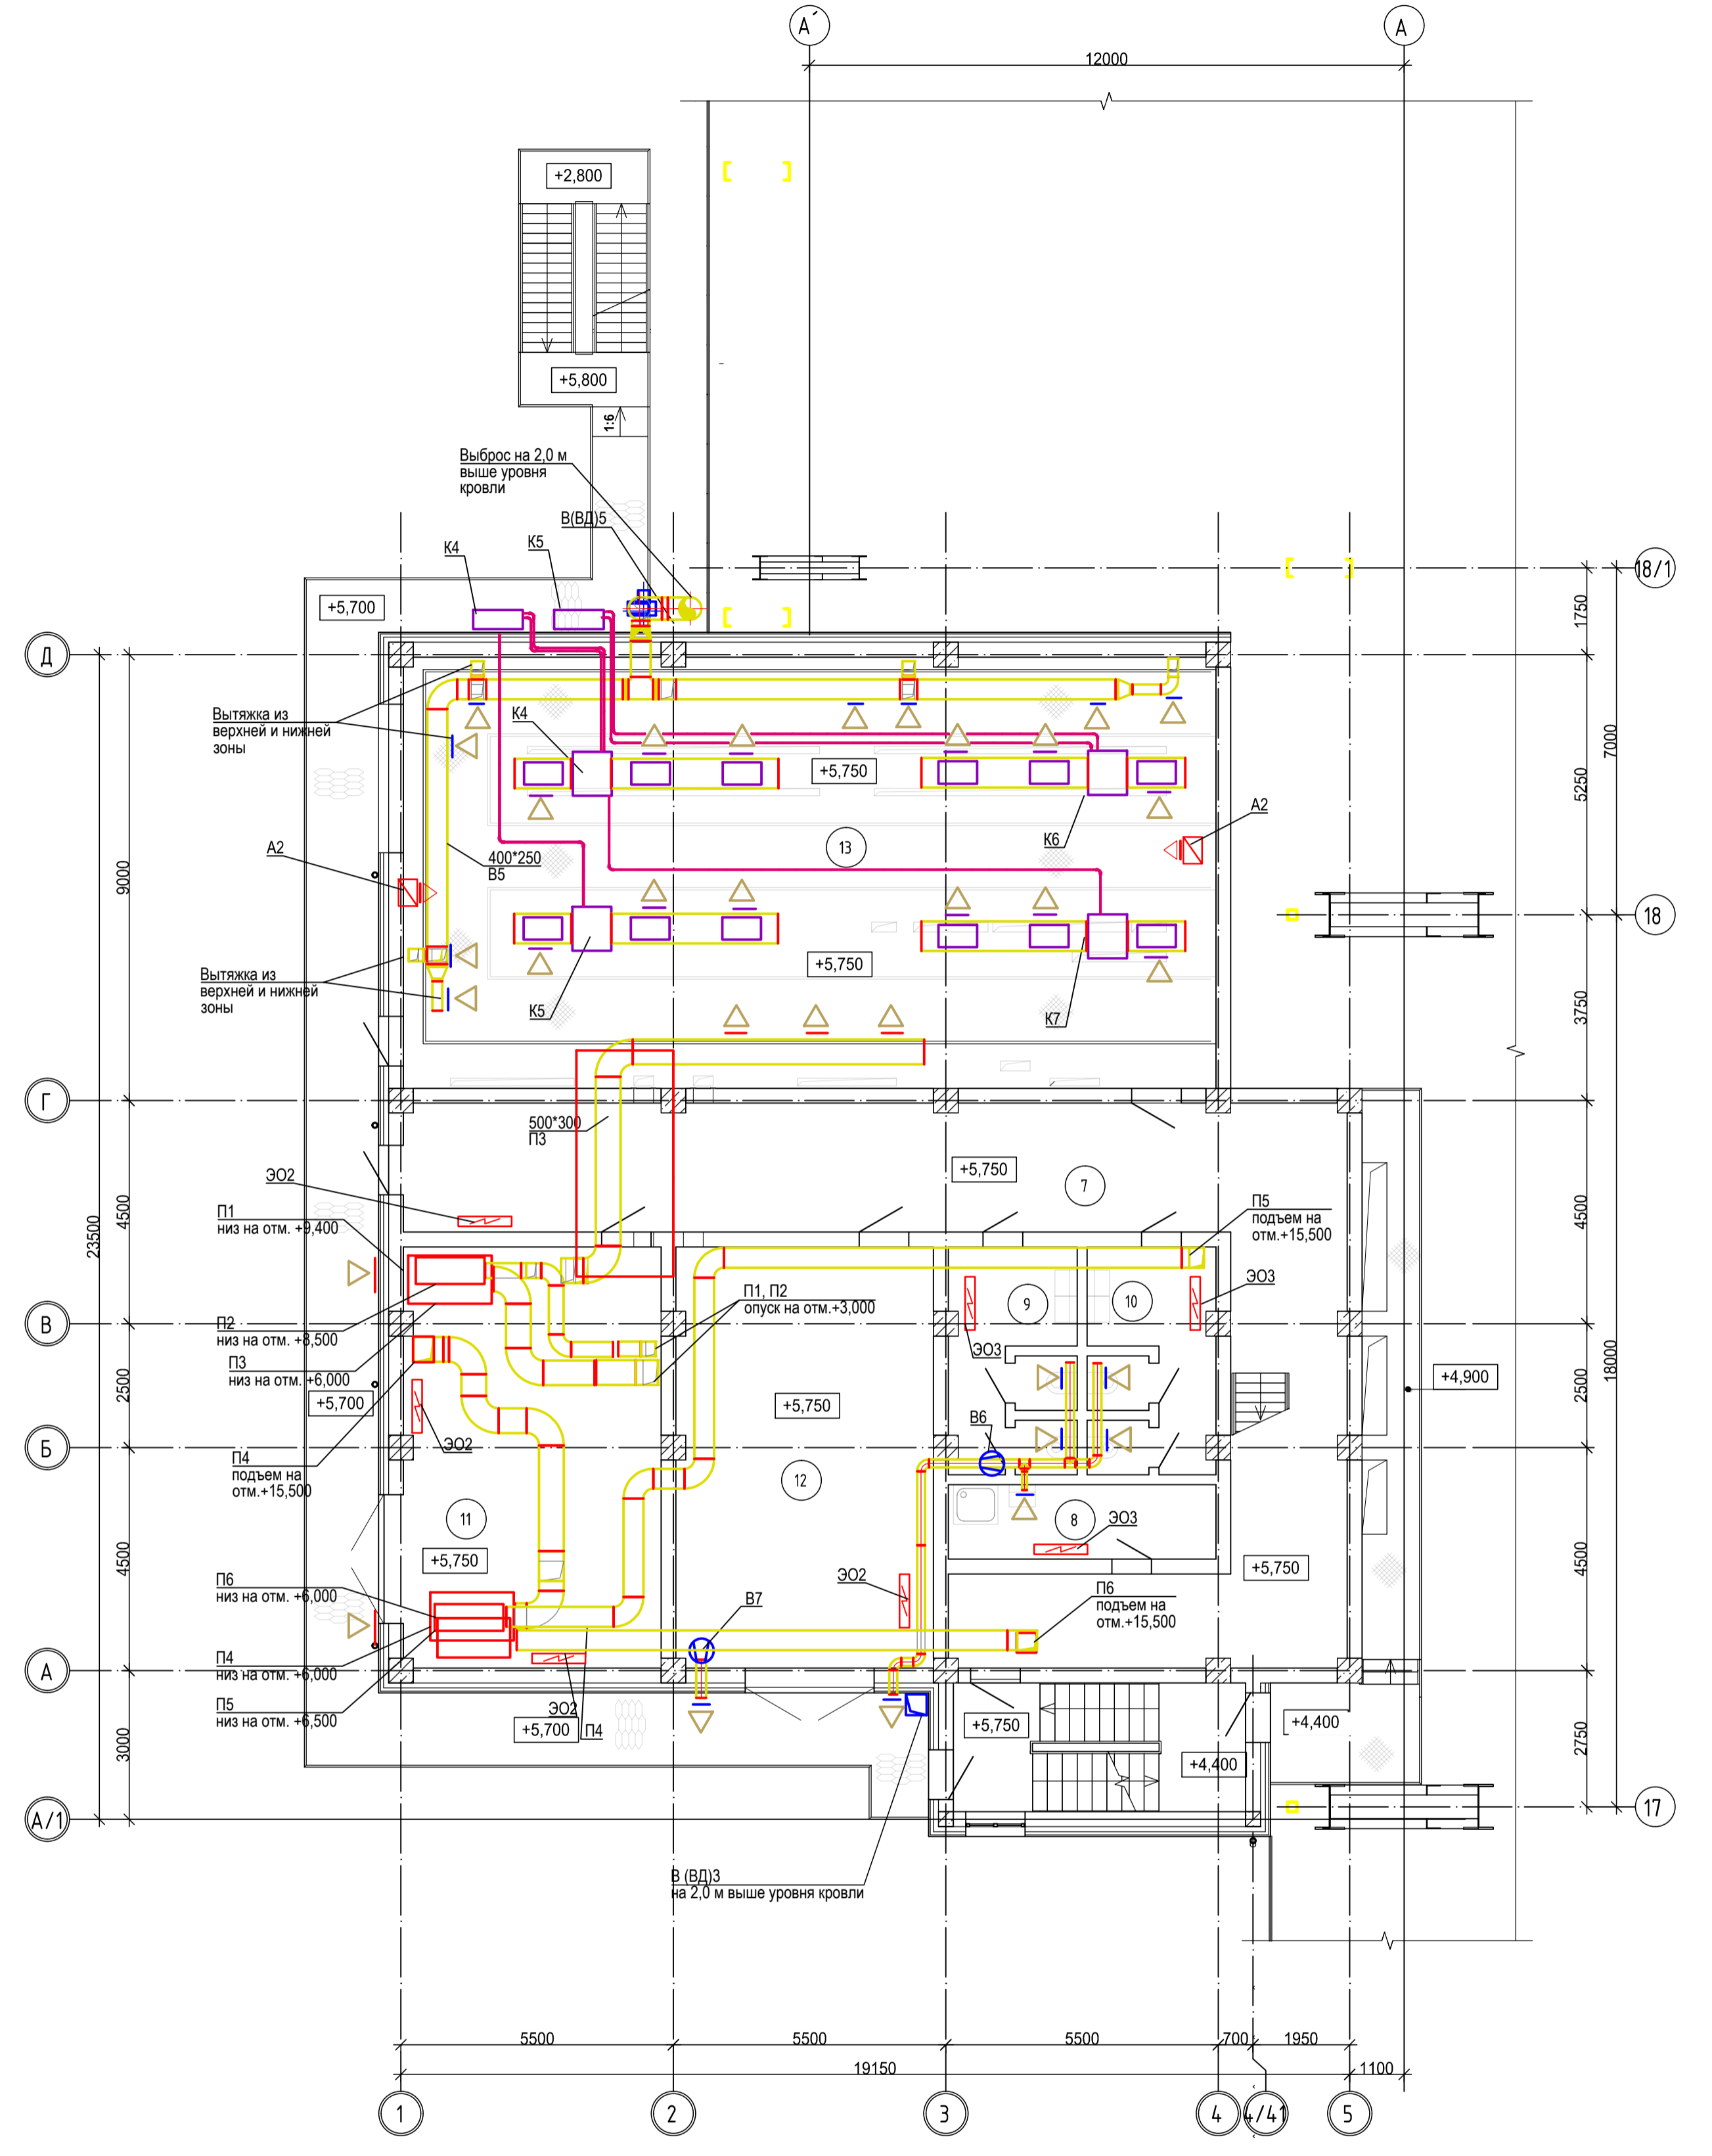 А´
А
12000
+2,800
+5,800
1:6
Выброс на 2,0 м
выше уровня
кровли
В(ВД)5
К4
К5
18/1
+5,700
1750
Д
К4
Вытяжка из
верхней и нижней
зоны
7000
+5,750
5250
А2
К6
13
А2
400*250
В5
9000
18
+5,750
Вытяжка из
верхней и нижней
зоны
К5
К7
3750
Г
500*300
П3
+5,750
7
ЭО2
П1
низ на отм. +9,400
П5
подъем на
отм.+15,500
4500
4500
23500
ЭО3
П1, П2
опуск на отм.+3,000
9
10
В
П2
низ на отм. +8,500
ЭО3
П3
низ на отм. +6,000
+4,900
2500
2500
18000
+5,700
+5,750
В6
Б
ЭО2
П4
подъем на
отм.+15,500
12
11
8
ЭО3
+5,750
+5,750
4500
4500
П6
низ на отм. +6,000
ЭО2
П6
подъем на
отм.+15,500
В7
П4
низ на отм. +6,000
А
П5
низ на отм. +6,500
ЭО2
П4
+5,700
+5,750
+4,400
+4,400
3000
2750
А/1
17
В (ВД)3
на 2,0 м выше уровня кровли
5500
5500
5500
700
1950
19150
1100
1
2
3
4
4/41
5